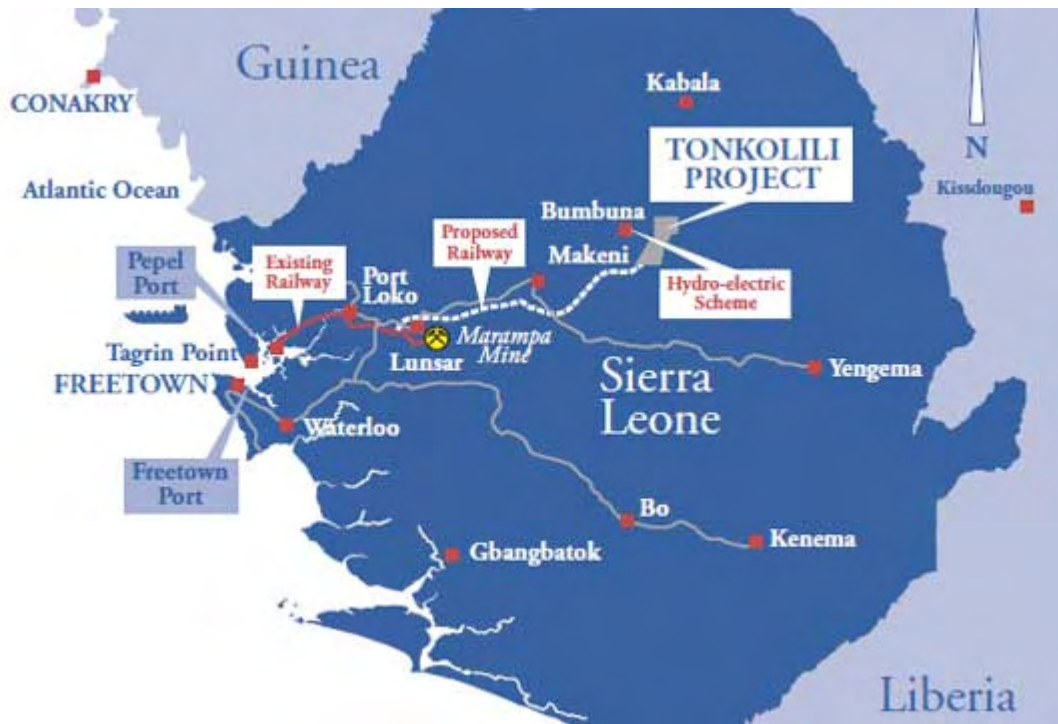 Guinea
CONAKRY
Kabala
N
TONKOLILI
PROJECT
Atlantic Ocean
Kissdougou
Bumbuna
Proposed
Railway
Makeni
Pepel
Port
Existing
Railway
Port
Loko
Hydro-electric
Scheme
Marampa
Mine
Tagrin Point
Lunsar
FREETOWN
Sierra
Leone
Yengema
Waterloo
Freetown
Port
Bo
Kenema
Gbangbatok
Liberia